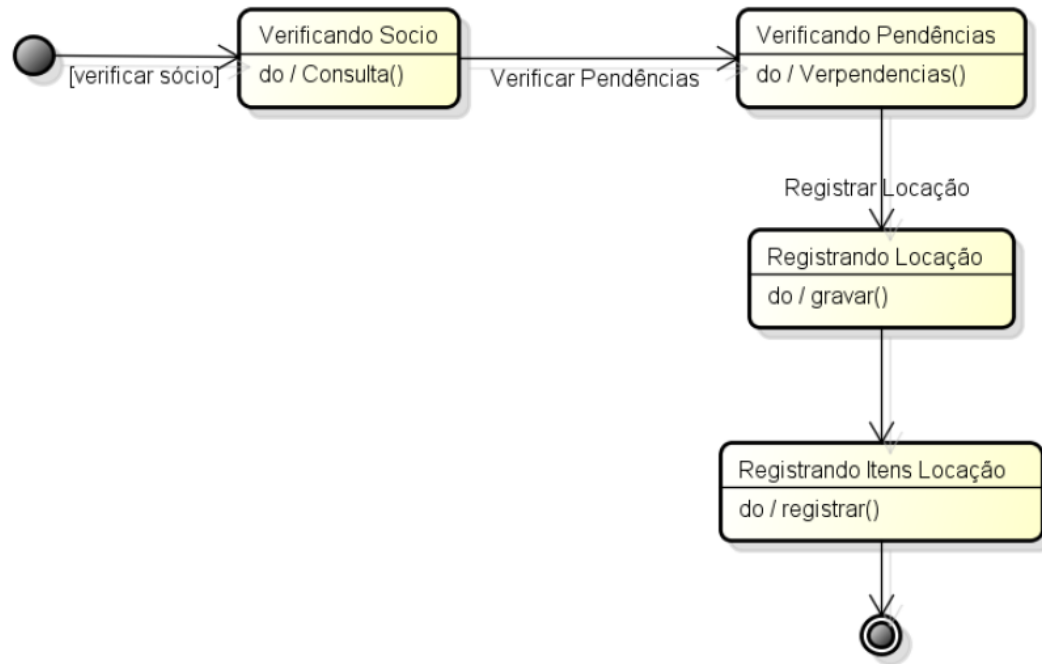 Verificando Socio
do / Consulta()
[verificar sócio]
Verificar Pendências
Verificando Pendências
do / Verpendencias()
Registrar Locação
Registrando Locação
do / gravar()
Registrando Itens Locação
do / registrar()